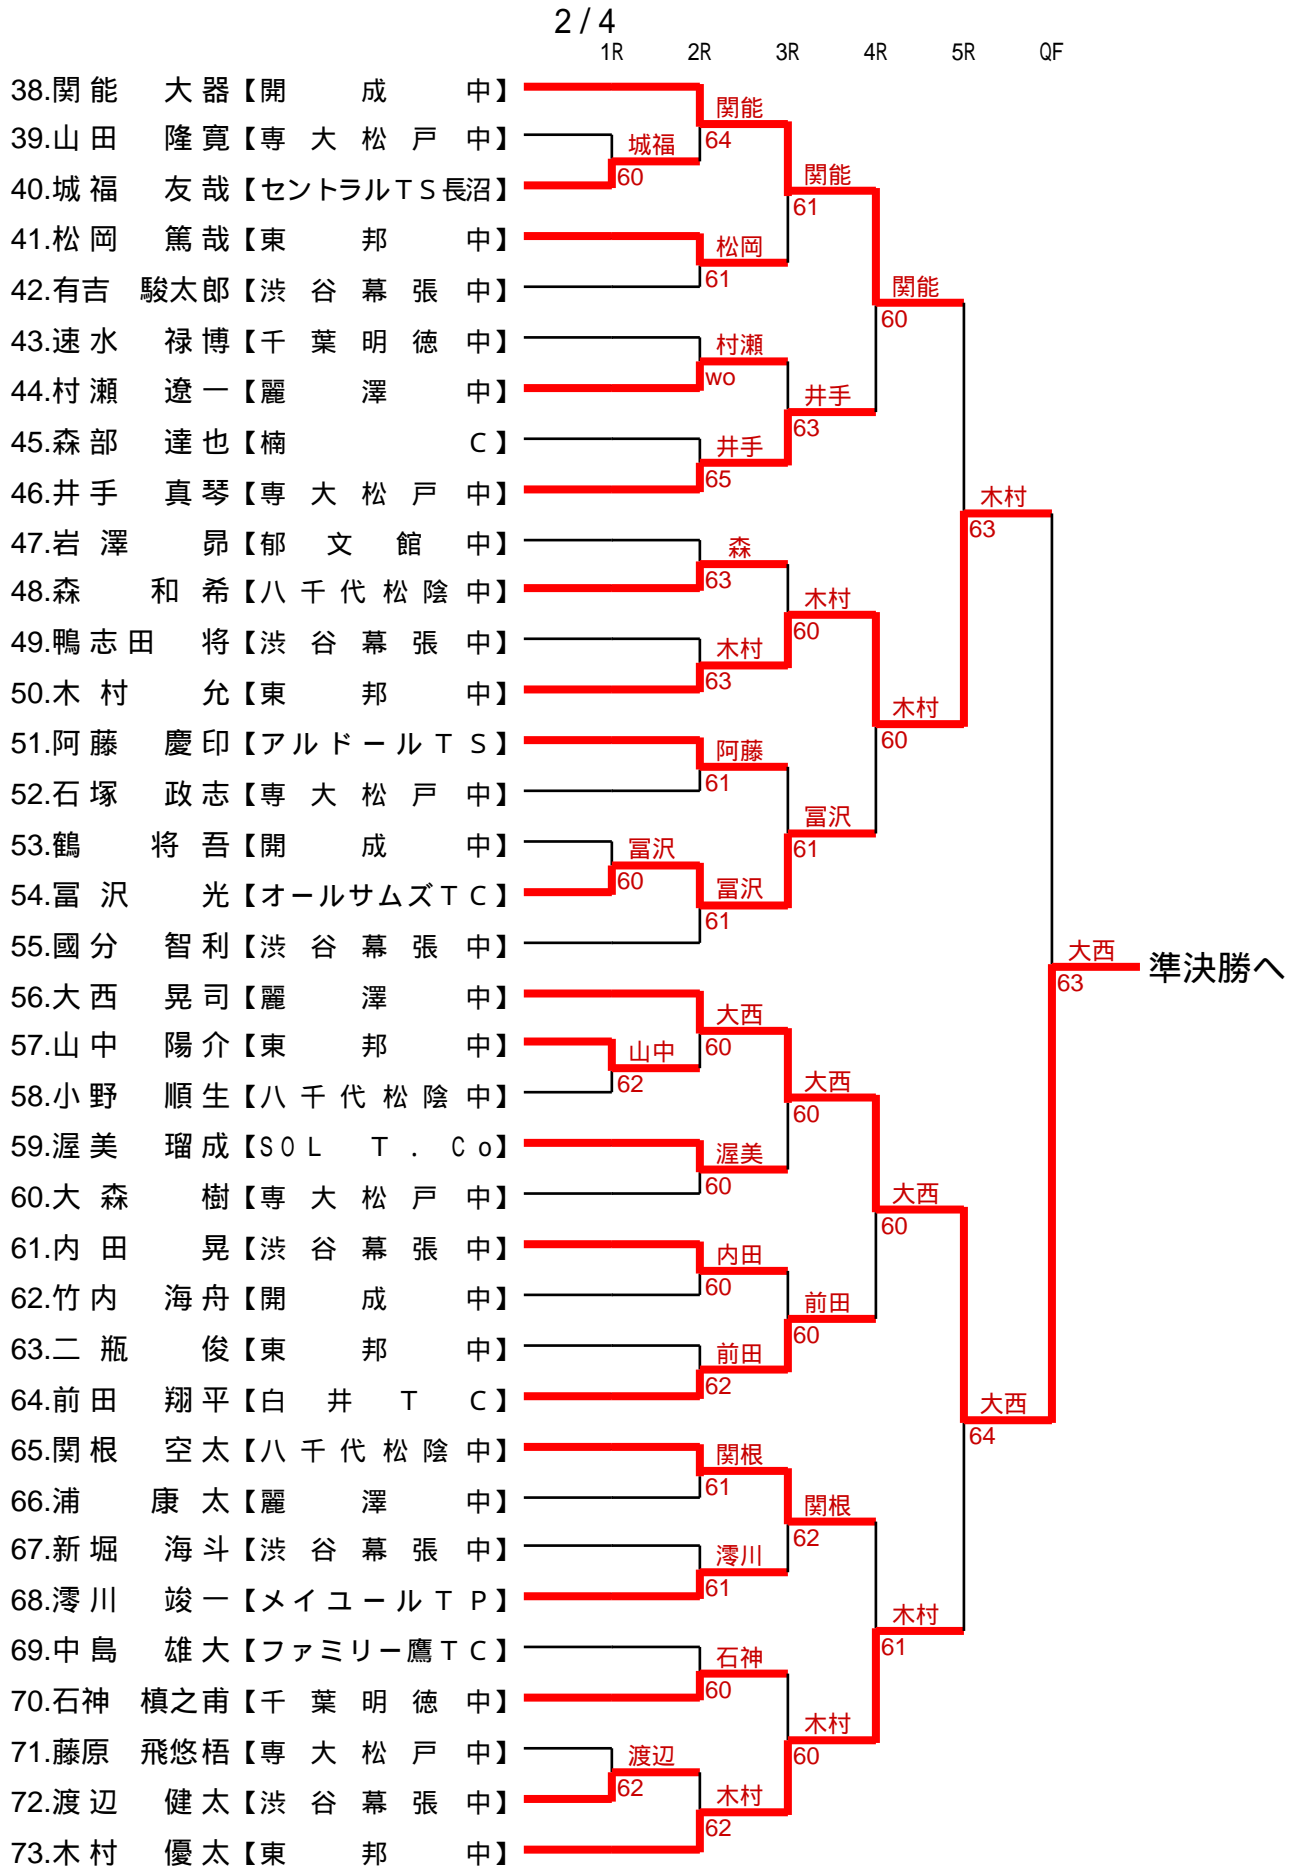 2 / 4
1R 2R 3R 4R 5R QF
38.関能 大器【開成中】
関能
39.山田 隆寛【専大松戸中】
城福
64
40.城福 友哉【セントラルTS長沼】
60
関能
61
41.松岡 篤哉【東邦中】
松岡
61
42.有吉 駿太郎【渋谷幕張中】
関能
60
43.速水 禄博【千葉明徳中】
村瀬
wo
44.村瀬 遼一【麗澤中】
井手
63
45.森部 達也【楠C】
井手
65
46.井手 真琴【専大松戸中】
木村
63
47.岩澤 昴【郁文館中】
森
63
48.森 和希【八千代松陰中】
木村
60
49.鴨志田 将【渋谷幕張中】
木村
63
50.木村 允【東邦中】
木村
60
51.阿藤 慶印【アルドールTS】
阿藤
61
52.石塚 政志【専大松戸中】
冨沢
61
53.鶴 将吾【開成中】
冨沢
60
54.冨沢 光【オールサムズTC】
冨沢
61
55.國分 智利【渋谷幕張中】
大西
63
準決勝へ
56.大西 晃司【麗澤中】
大西
60
57.山中 陽介【東邦中】
山中
62
58.小野 順生【八千代松陰中】
大西
60
59.渥美 瑠成【SOL T.Co】
渥美
60
60.大森 樹【専大松戸中】
大西
60
61.内田 晃【渋谷幕張中】
内田
60
62.竹内 海舟【開成中】
前田
60
63.二瓶 俊【東邦中】
前田
62
64.前田 翔平【白井TC】
大西
64
65.関根 空太【八千代松陰中】
関根
61
66.浦 康太【麗澤中】
関根
62
67.新堀 海斗【渋谷幕張中】
澪川
61
68.澪川 竣一【メイユールTP】
木村
61
69.中島 雄大【ファミリー鷹TC】
石神
60
70.石神 槙之甫【千葉明徳中】
木村
60
71.藤原 飛悠梧【専大松戸中】
渡辺
62
72.渡辺 健太【渋谷幕張中】
木村
62
73.木村 優太【東邦中】